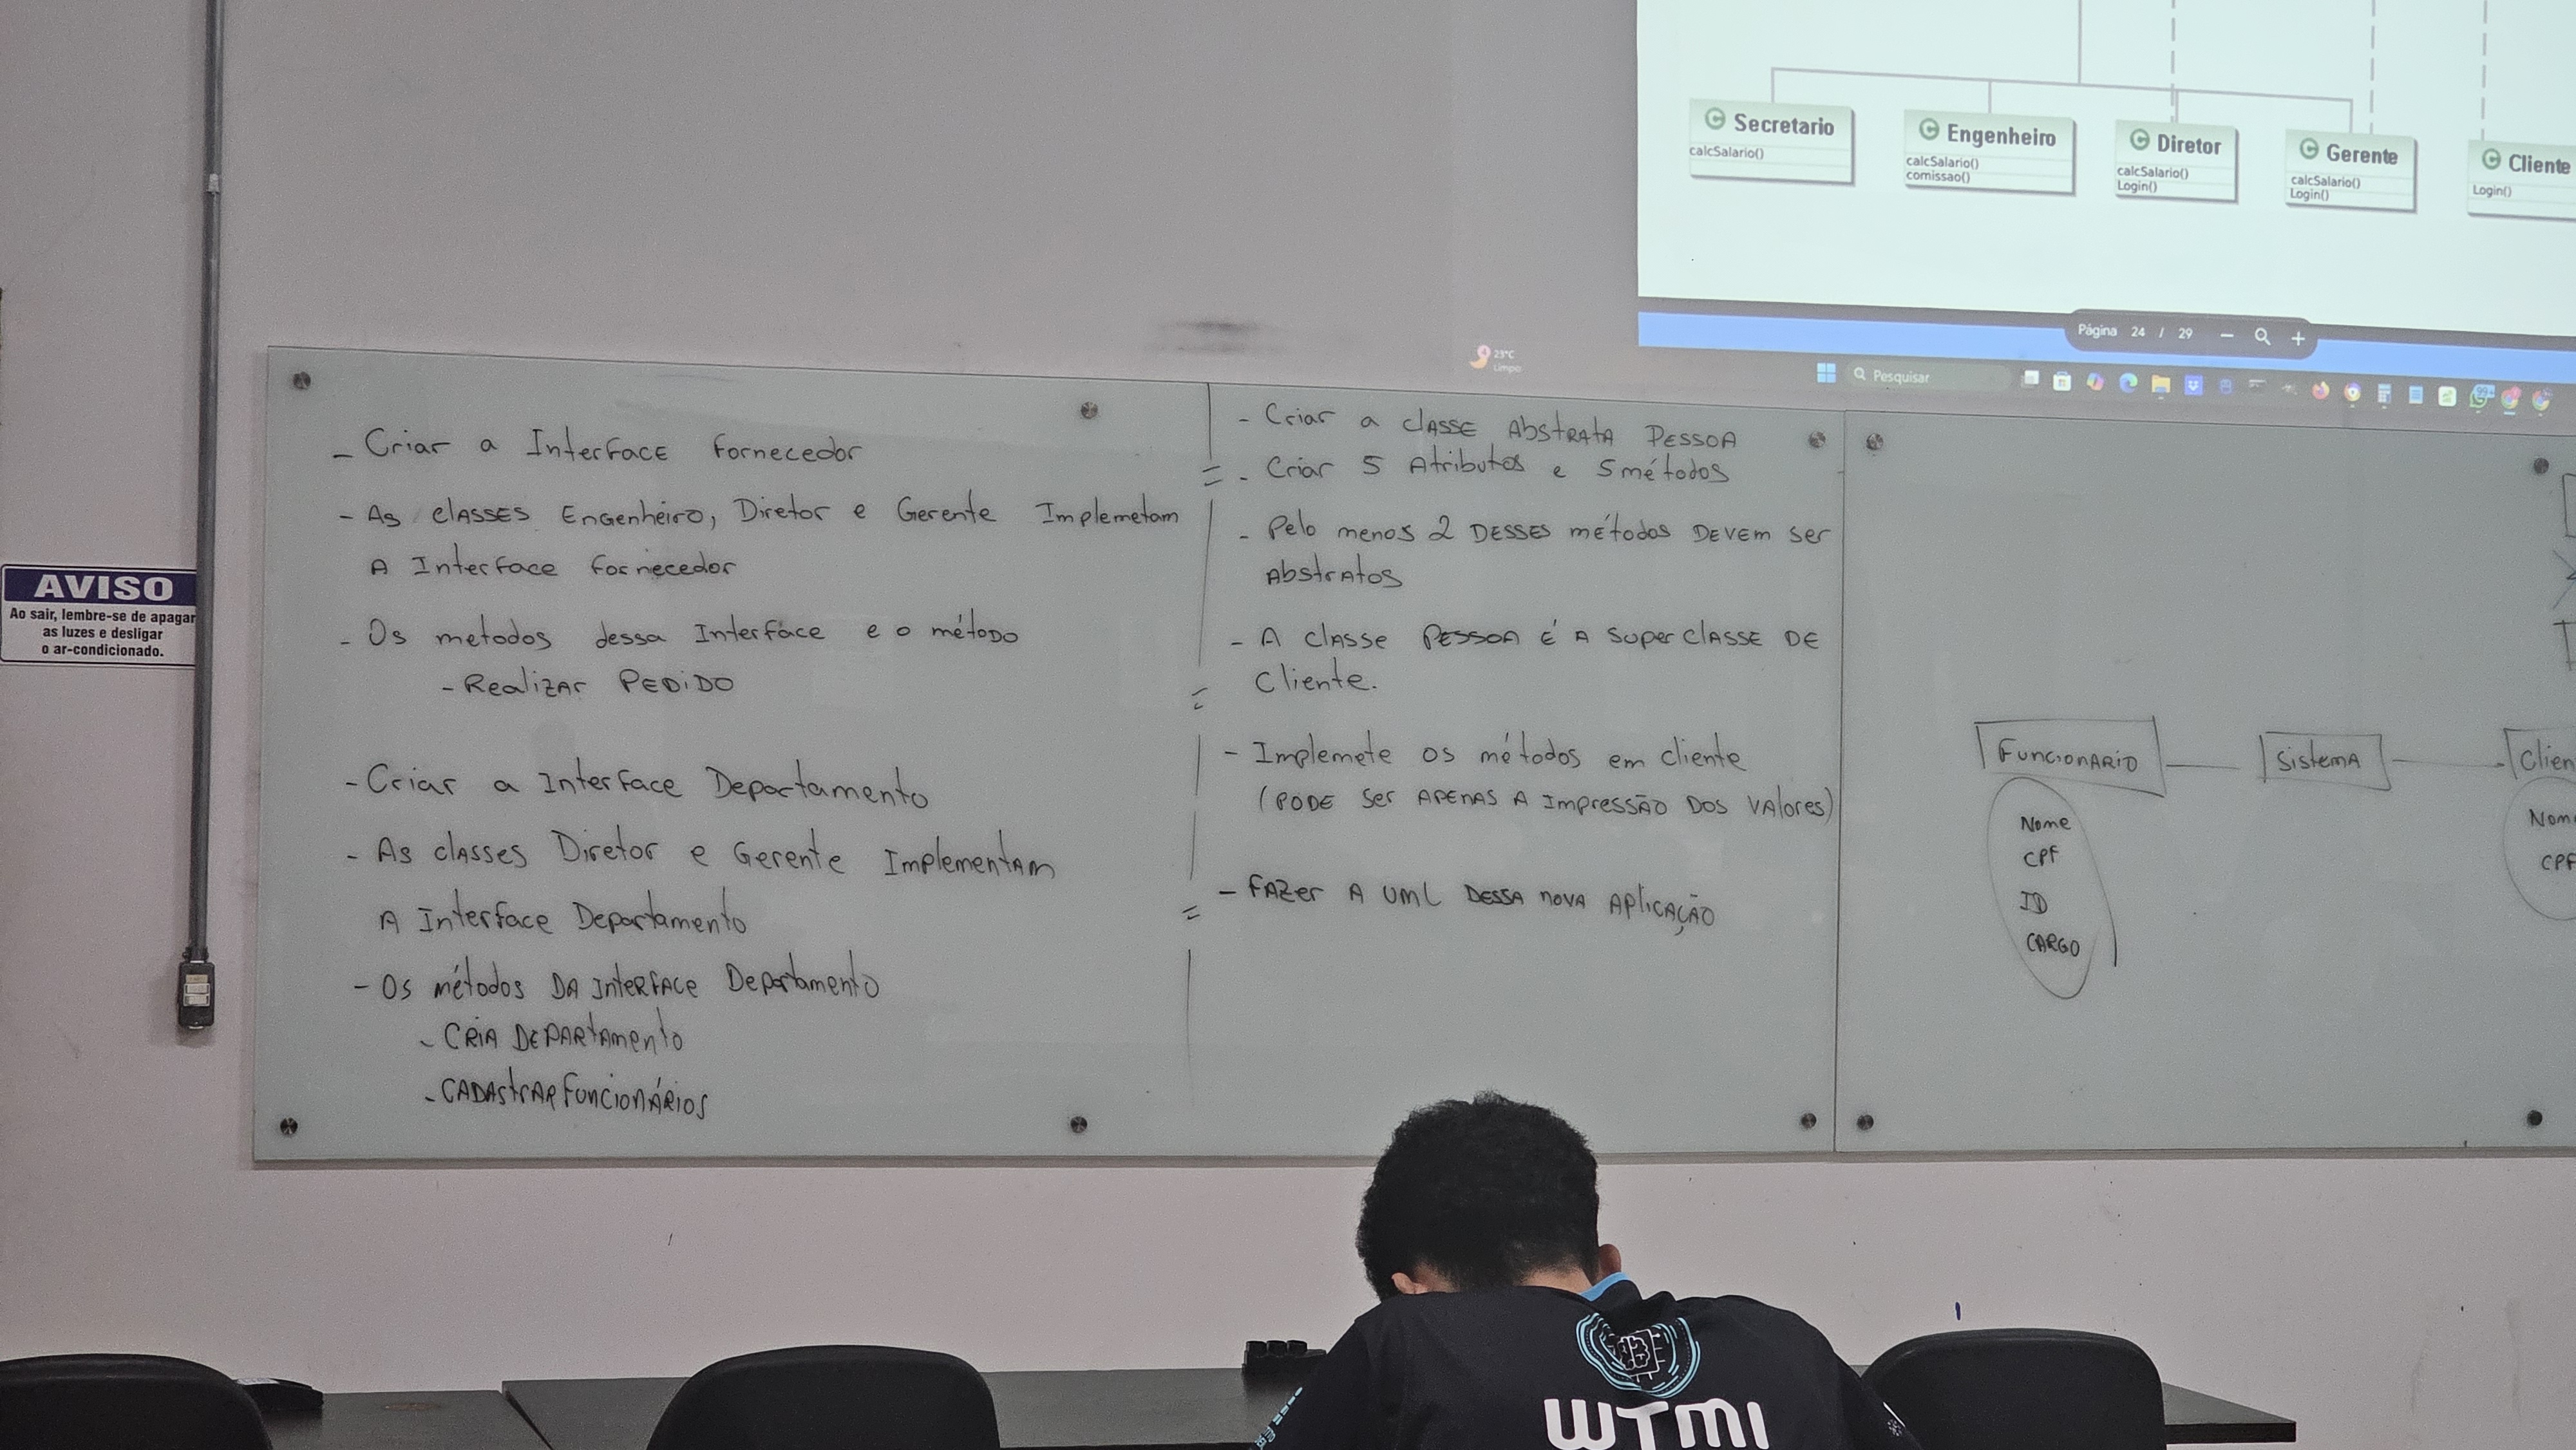 Secretario
calcSalario()
Engenheiro
calcSalario()
comissao()
Diretor
calcSalario()
Login()
Gerente
calcSalario()
Login()
Cliente
Login()
Página 24 / 29
23°C
Limpo
Pesquisar
- Criar a Interface Fornecedor
- As classes Engenheiro, Diretor e Gerente Implemetam
A Interface fornecedor
- Os metodos dessa Interface e o método
- Realizar PEDIDO
- Criar a Interface Departamento
- As classes Diretor e Gerente Implementam
A Interface Departamento
- Os métodos DA Interface Departamento
- CRIA DEPARtAmento
- CADAstrAR funcionÁRios
- Criar a classe Abstrata PESSOA
- Criar 5 Atributos e 5 métodos
- Pelo menos 2 DESSES métodos DEVEM ser
Abstratos
- A classe PESSOA É A super classe DE
Cliente.
- Implemete os métodos em cliente
(PODE ser APENAS A Impressão DOS valores)
- FAZer A UML DESSA nova APlicAção
Funcionario
Sistema
Nome
CPF
ID
CARGO
CPF
AVISO
Ao sair, lembre-se de apagar
as luzes e desligar
o ar-condicionado.
WTMI